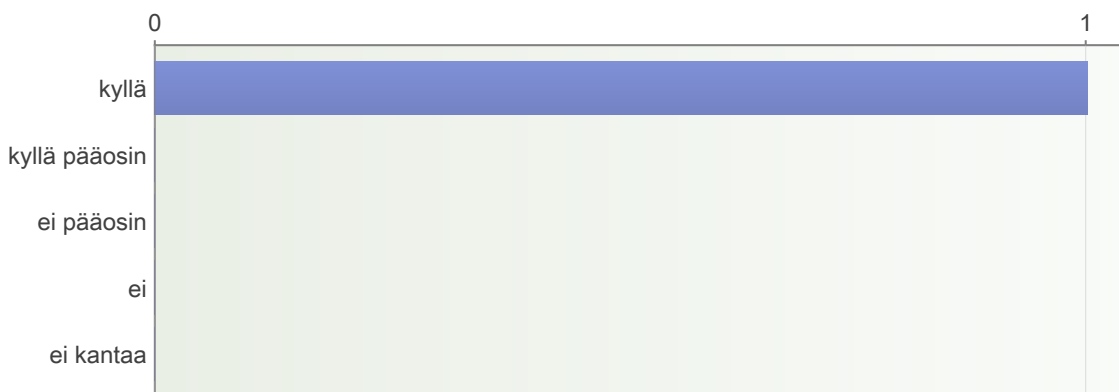 0 1
kyllä
kyllä pääosin
ei pääosin
ei
ei kantaa